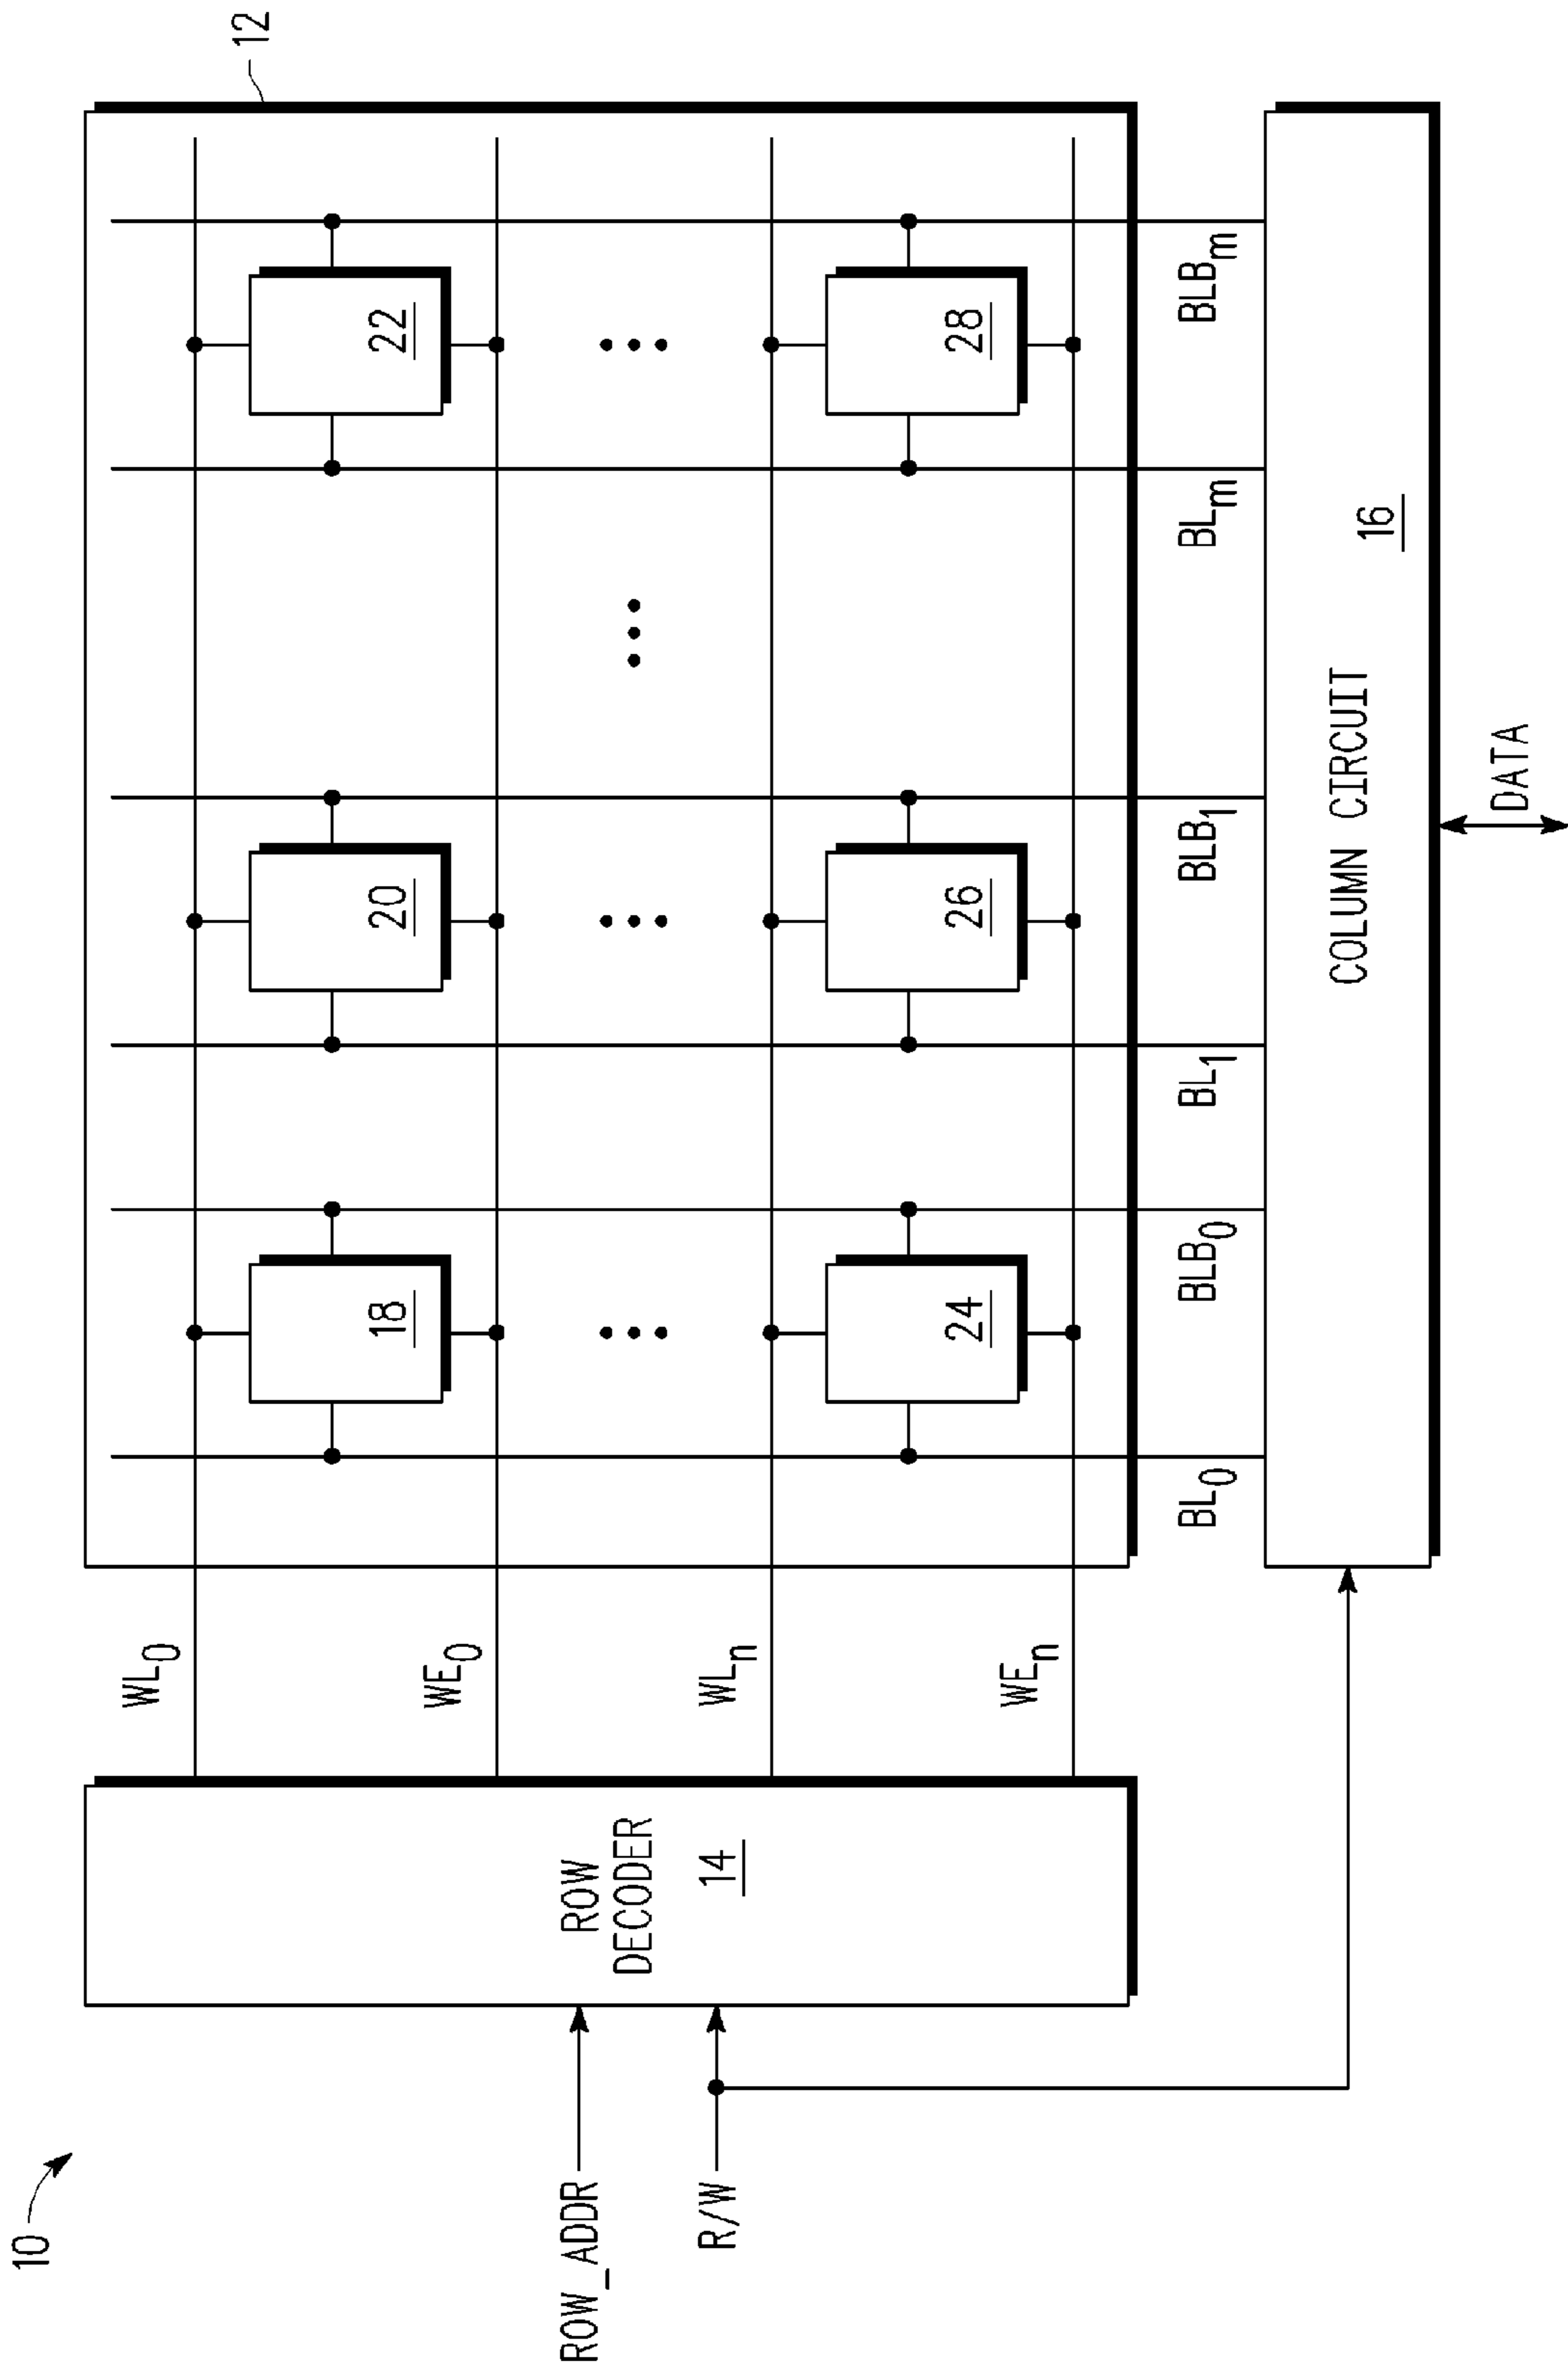 10
12
ROW_ADDR
R/W
ROW
DECODER
14
WL0
WE0
WLn
WEn
18
20
22
24
26
28
BL0
BLB0
BL1
BLB1
BLm
BLBm
COLUMN CIRCUIT
16
DATA